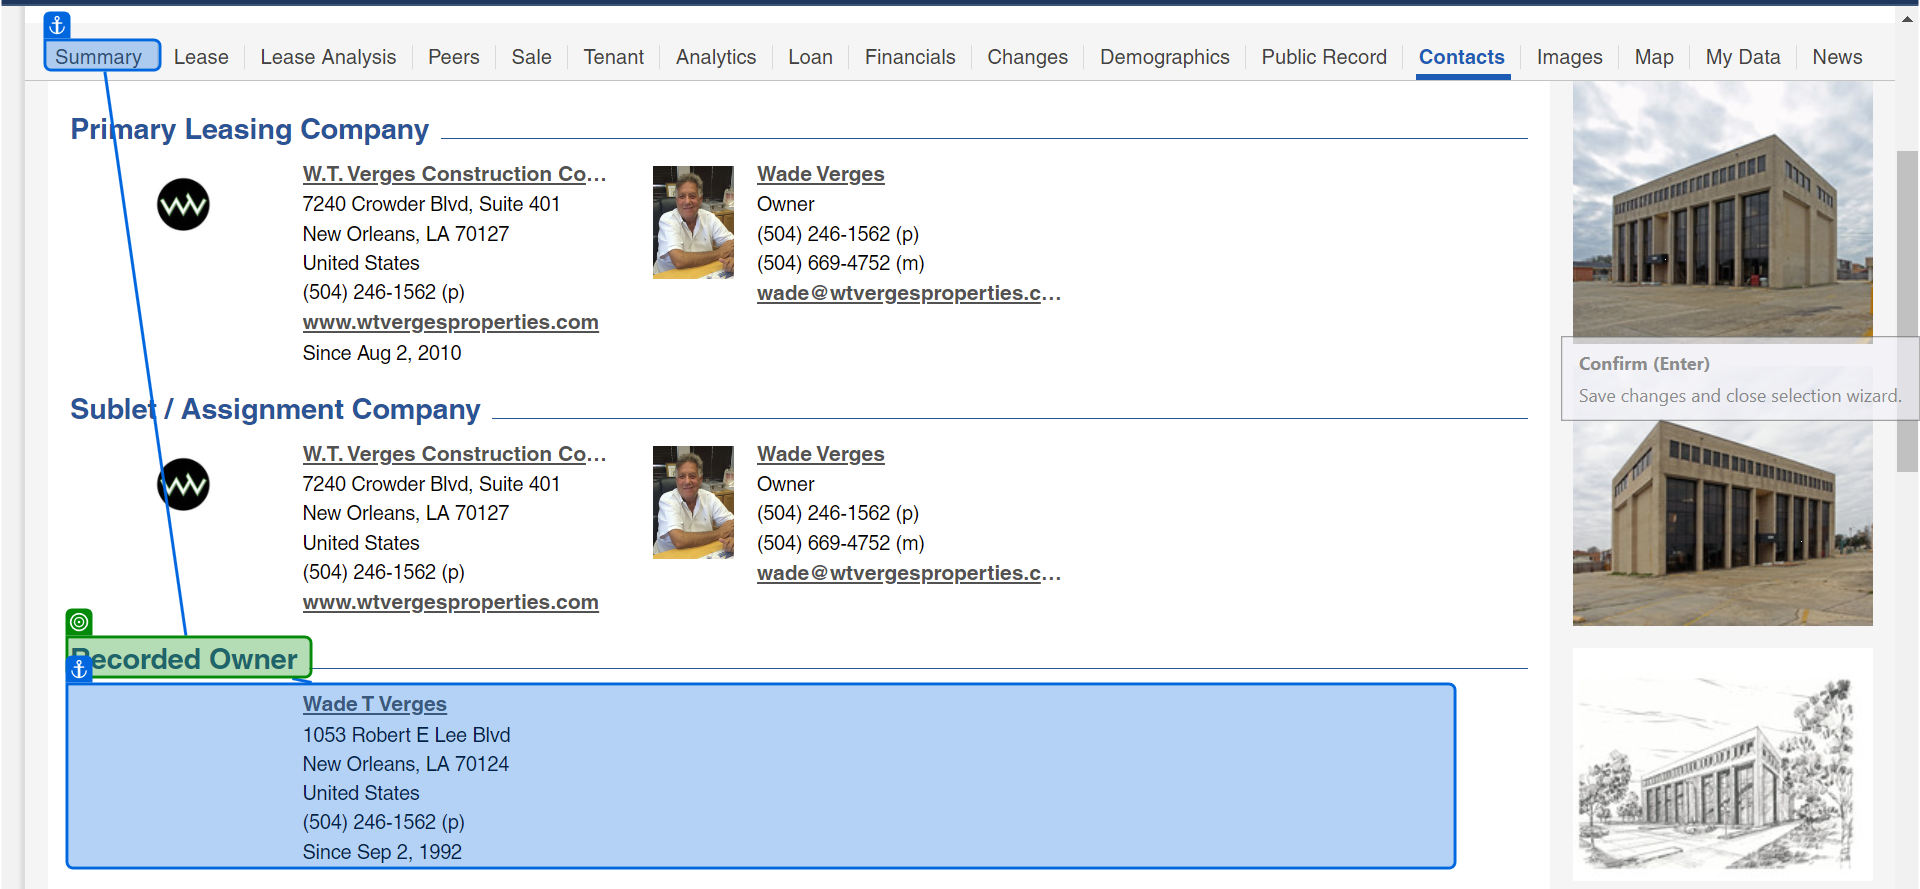 Summary Lease Lease Analysis Peers Sale Tenant Analytics Loan Financials Changes Demographics Public Record Contacts Images Map My Data News
Primary Leasing Company
W.T. Verges Construction Co...
7240 Crowder Blvd, Suite 401
New Orleans, LA 70127
United States
(504) 246-1562 (p)
www.wtvergesproperties.com
Since Aug 2, 2010
Wade Verges
Owner
(504) 246-1562 (p)
(504) 669-4752 (m)
wade@wtvergesproperties.c...
Confirm (Enter)
Save changes and close selection wizard.
Sublet / Assignment Company
W.T. Verges Construction Co...
7240 Crowder Blvd, Suite 401
New Orleans, LA 70127
United States
(504) 246-1562 (p)
www.wtvergesproperties.com
Wade Verges
Owner
(504) 246-1562 (p)
(504) 669-4752 (m)
wade@wtvergesproperties.c...
Recorded Owner
Wade T Verges
1053 Robert E Lee Blvd
New Orleans, LA 70124
United States
(504) 246-1562 (p)
Since Sep 2, 1992